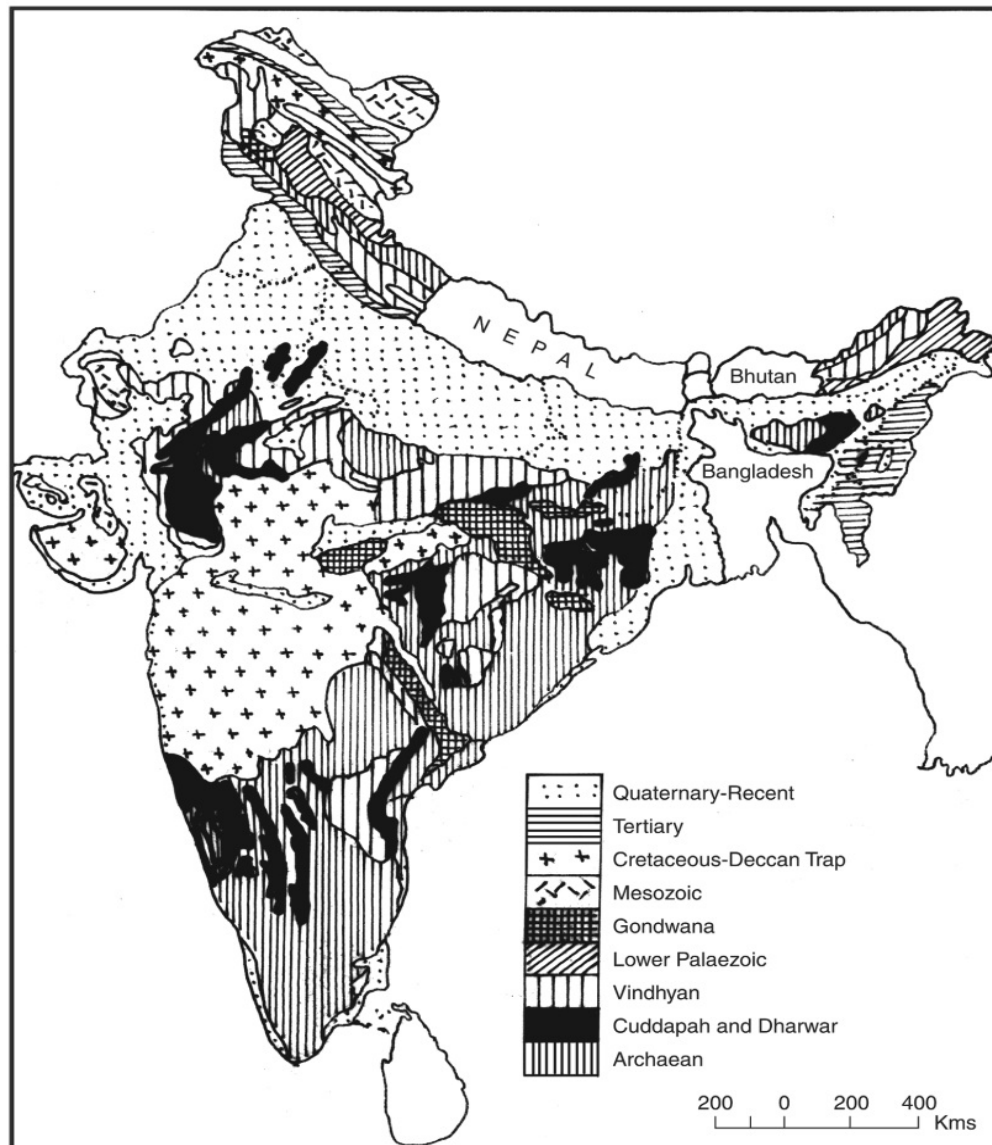 NEPAL
Bhutan
Bangladesh
Quaternary-Recent
Tertiary
Cretaceous-Deccan Trap
Mesozoic
Gondwana
Lower Palaezoic
Vindhyan
Cuddapah and Dharwar
Archaean
200 0 200 400
Kms